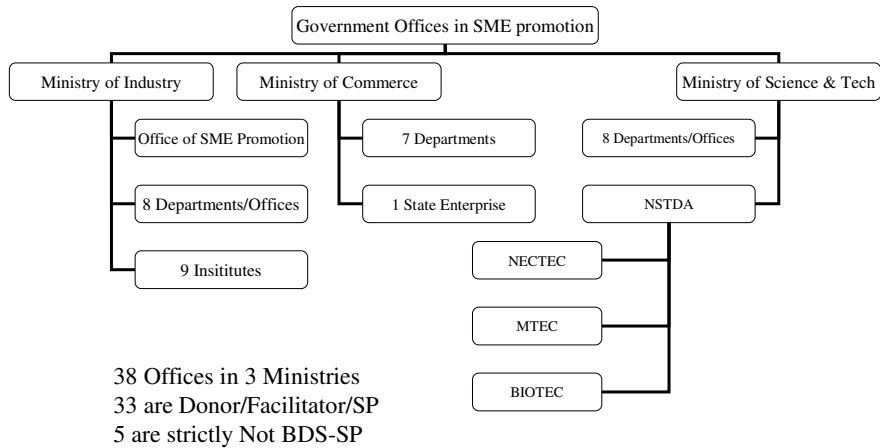 Government Offices in SME promotion
Ministry of Industry
Ministry of Commerce
Ministry of Science & Tech
Office of SME Promotion
7 Departments
8 Departments/Offices
8 Departments/Offices
1 State Enterprise
NSTDA
9 Insititutes
NECTEC
MTEC
BIOTEC
38 Offices in 3 Ministries
33 are Donor/Facilitator/SP
5 are strictly Not BDS-SP